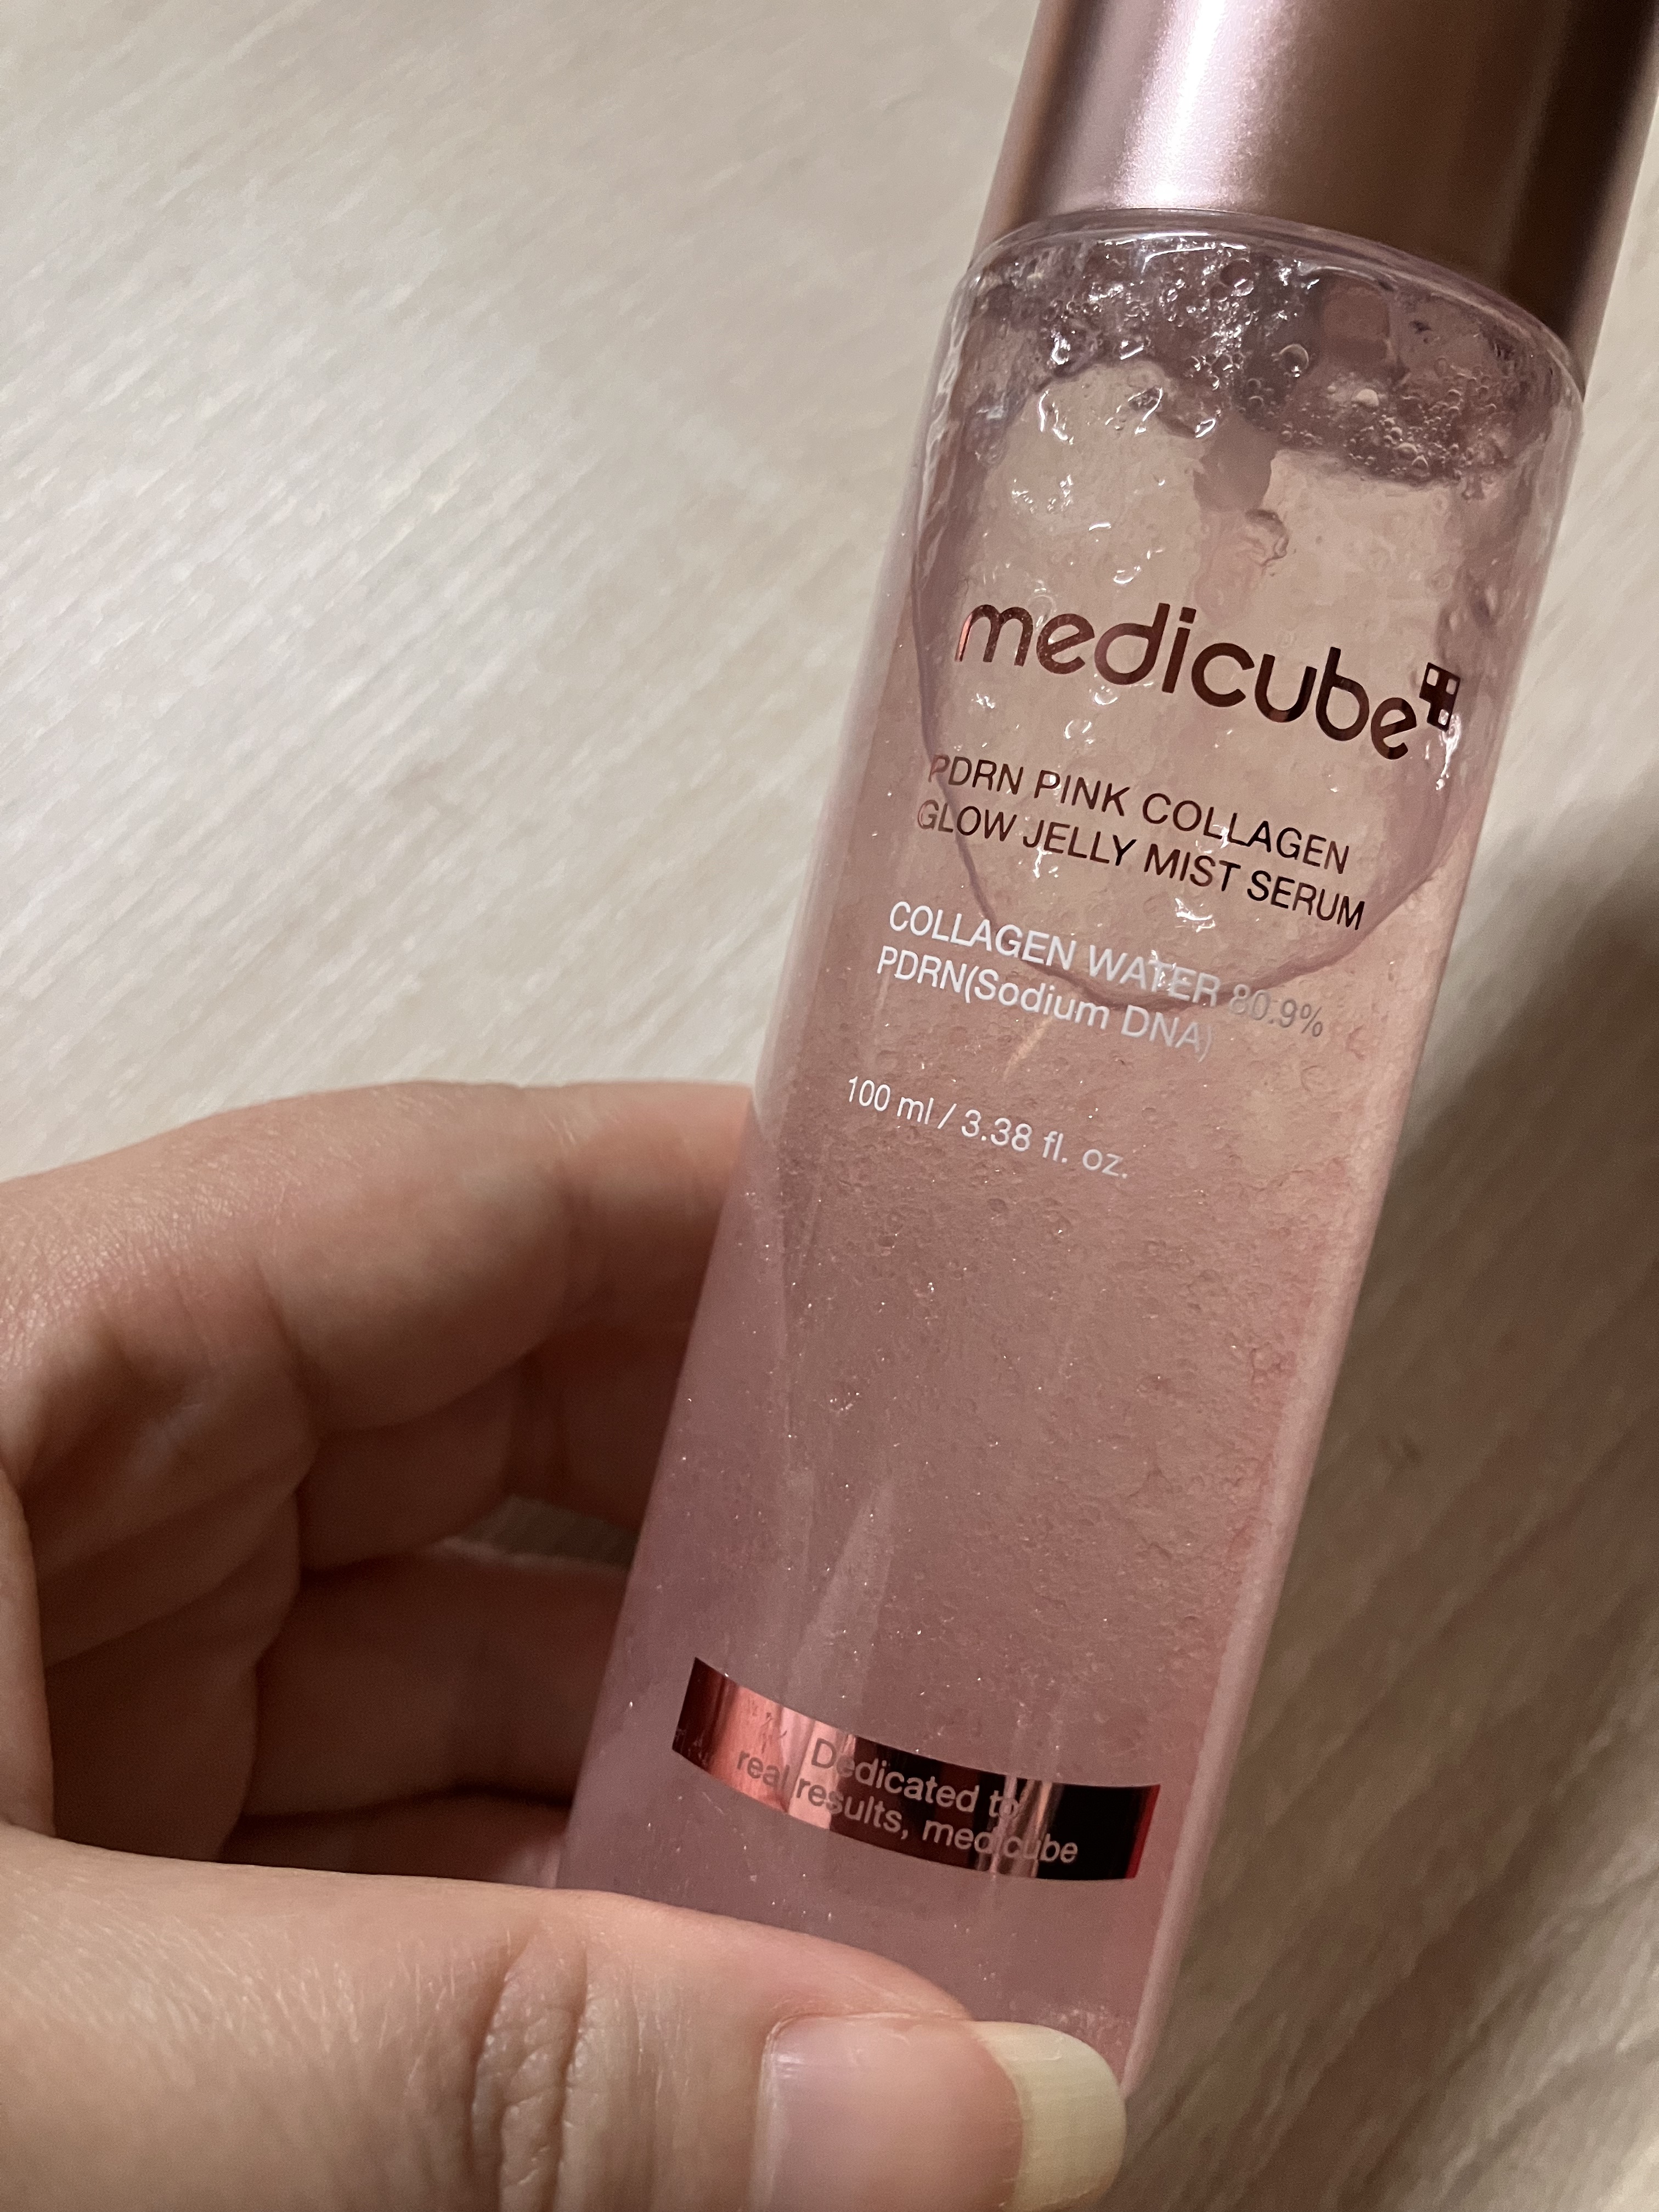 medicube
PDRN PINK COLLAGEN
GLOW JELLY MIST SERUM
COLLAGEN WATER 80.9%
PDRN(Sodium DNA)
100 ml / 3.38 fl. oz.
Dedicated to
real results, medicube